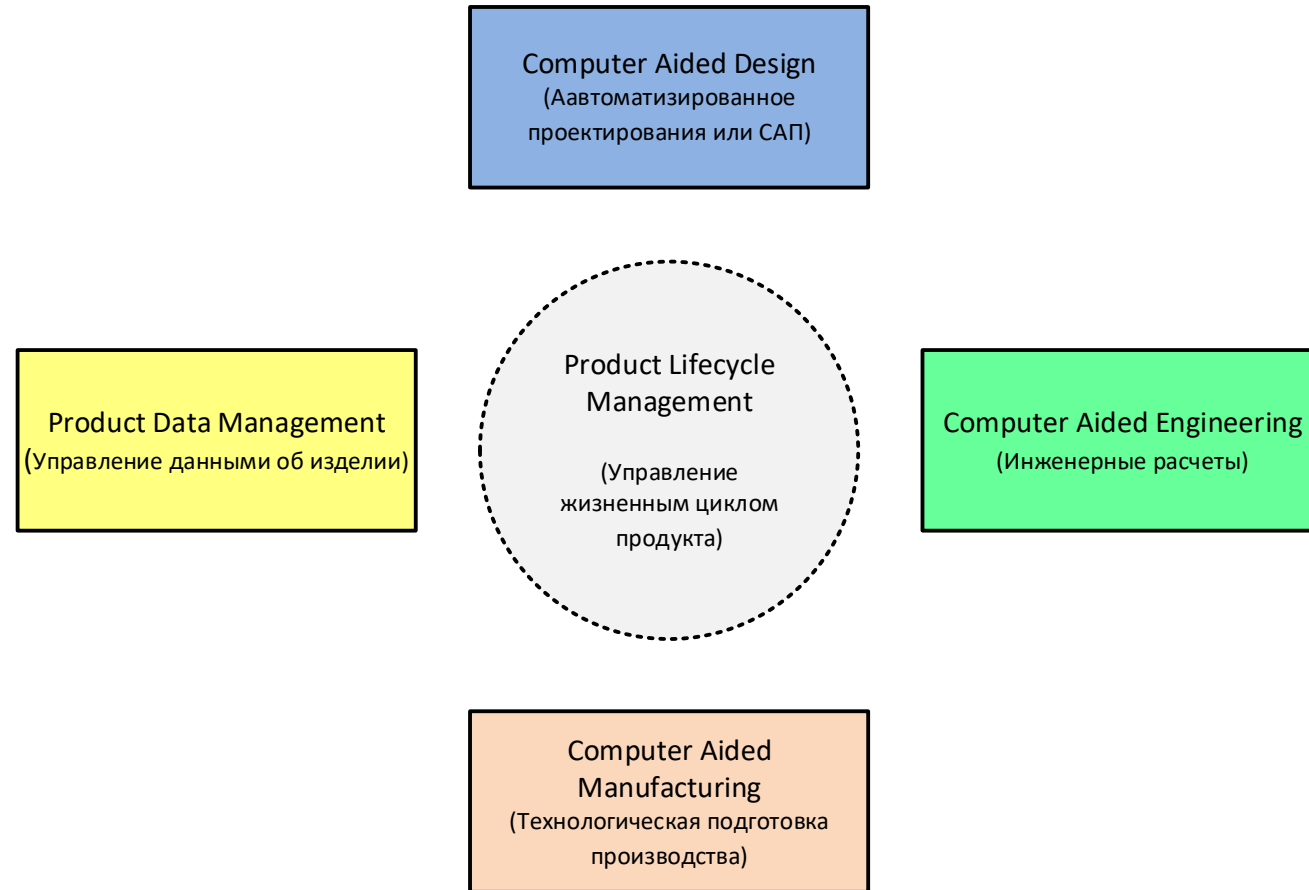 Computer Aided Design
(Аавтоматизированное
проектирования или САП)
Product Lifecycle
Management
(Управление
жизненным циклом
продукта)
Product Data Management
(Управление данными об изделии)
Computer Aided Engineering
(Инженерные расчеты)
Computer Aided
Manufacturing
(Технологическая подготовка
производства)